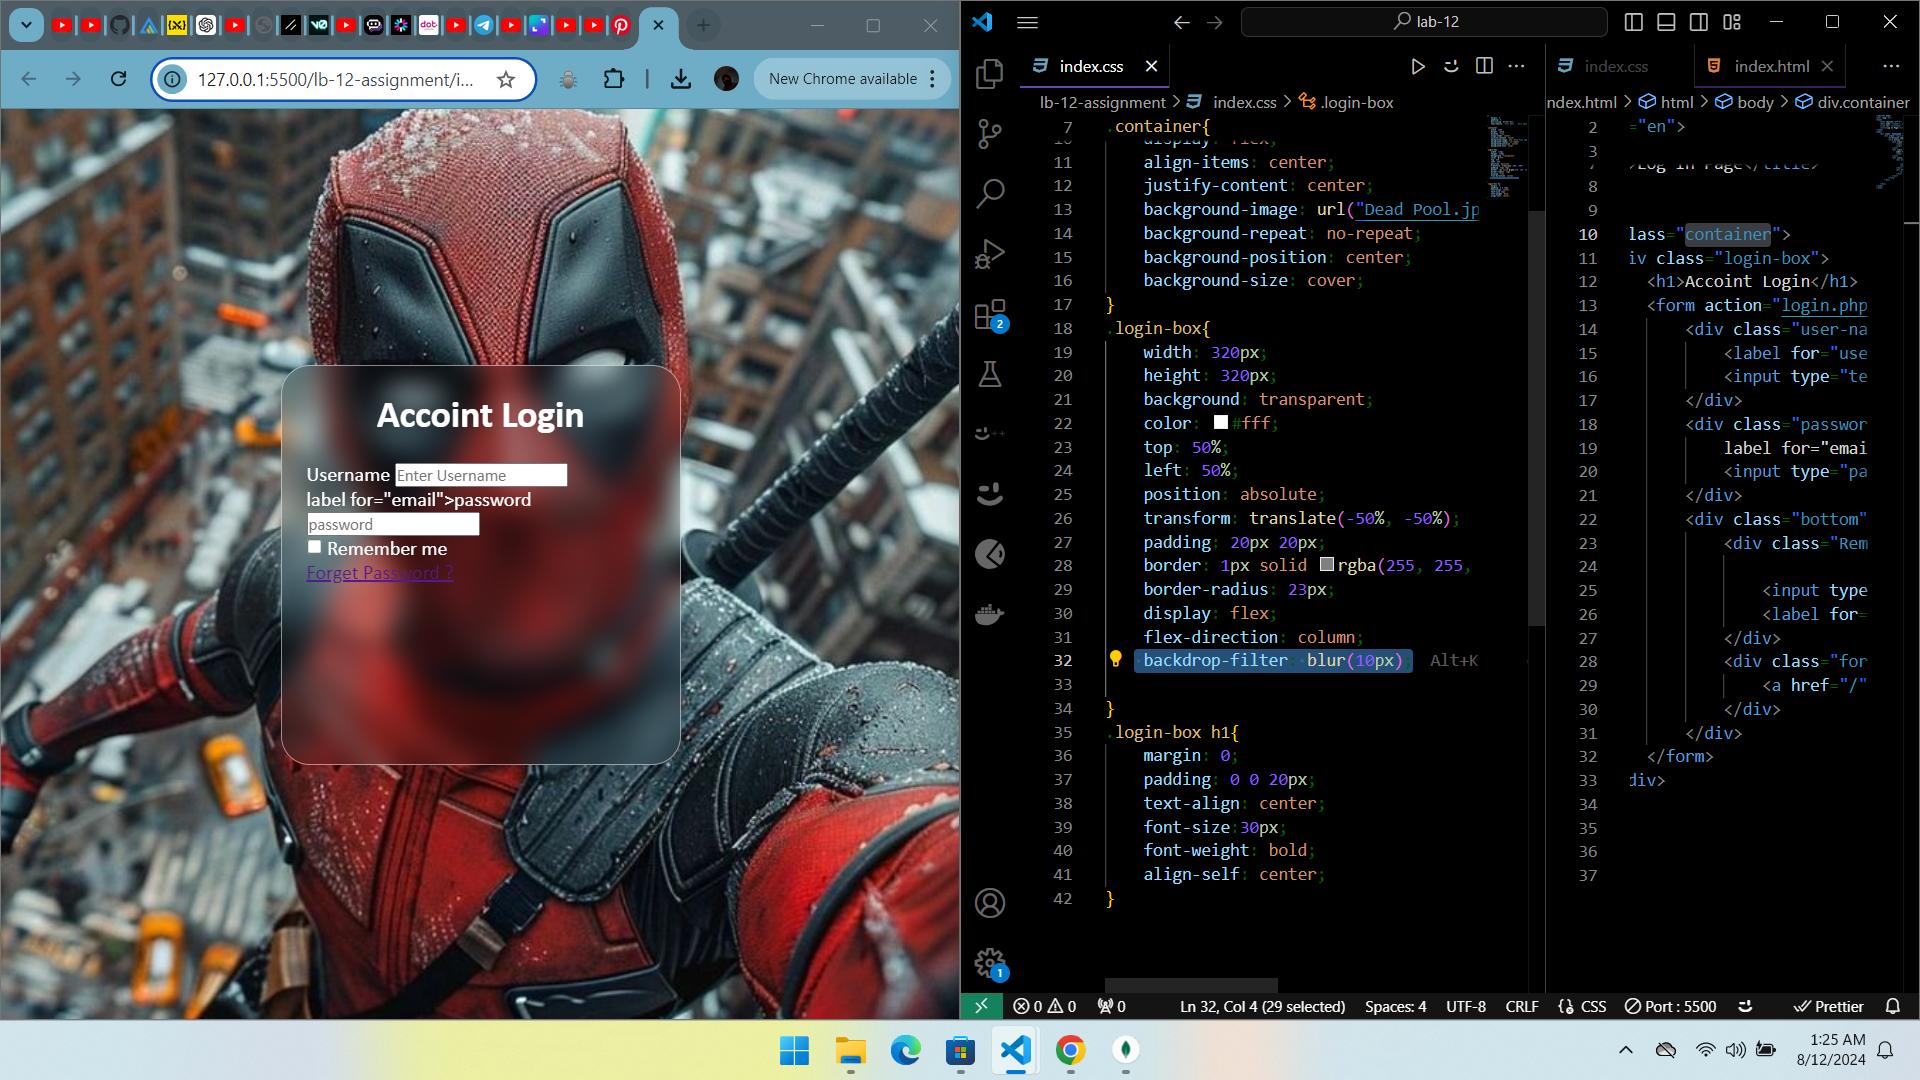 127.0.0.1:5500/lb-12-assignment/i...
New Chrome available
Accoint Login
Username Enter Username
label for="email">password
password
Remember me
Forget Password ?
lab-12
index.css
lb-12-assignment > index.css > .login-box
7 .container{
11 align-items: center;
12 justify-content: center;
13 background-image: url("Dead Pool.jp
14 background-repeat: no-repeat;
15 background-position: center;
16 background-size: cover;
17 }
18 .login-box{
19 width: 320px;
20 height: 320px;
21 background: transparent;
22 color: #fff;
23 top: 50%;
24 left: 50%;
25 position: absolute;
26 transform: translate(-50%, -50%);
27 padding: 20px 20px;
28 border: 1px solid rgba(255, 255,
29 border-radius: 23px;
30 display: flex;
31 flex-direction: column;
32 backdrop-filter: blur(10px); Alt+K
33
34 }
35 .login-box h1{
36 margin: 0;
37 padding: 0 0 20px;
38 text-align: center;
39 font-size:30px;
40 font-weight: bold;
41 align-self: center;
42 }
index.css index.html
ndex.html > html > body > div.container
2 ="en">
3
8
9
10 lass="container">
11 iv class="login-box">
12 <h1>Accoint Login</h1>
13 <form action="login.php
14 <div class="user-na
15 <label for="use
16 <input type="te
17 </div>
18 <div class="passwor
19 label for="emai
20 <input type="pa
21 </div>
22 <div class="bottom"
23 <div class="Rem
24
25 <input type
26 <label for=
27 </div>
28 <div class="for
29 <a href="/"
30 </div>
31 </div>
32 </form>
33 div>
34
35
36
37
2
1
0 0 0 Ln 32, Col 4 (29 selected) Spaces: 4 UTF-8 CRLF CSS Port : 5500 Prettier
1:25 AM
8/12/2024